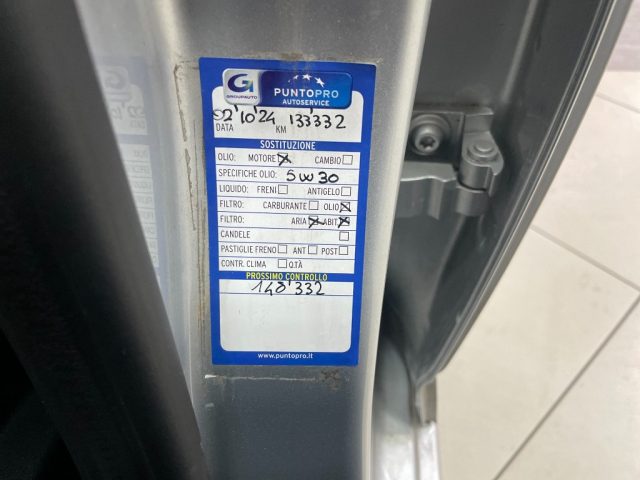 G
GROUPAUTO
PUNTOPRO
AUTOSERVICE
02'10'24 133'332
DATA KM
SOSTITUZIONE
OLIO: MOTORE CAMBIO
SPECIFICHE OLIO: 5W30
LIQUIDO: FRENI ANTIGELO
FILTRO: CARBURANTE OLIO
FILTRO: ARIA ABIT
CANDELE
PASTIGLIE FRENO ANT POST
CONTR. CLIMA Q.TÀ
PROSSIMO CONTROLLO
148'332
www.puntopro.it